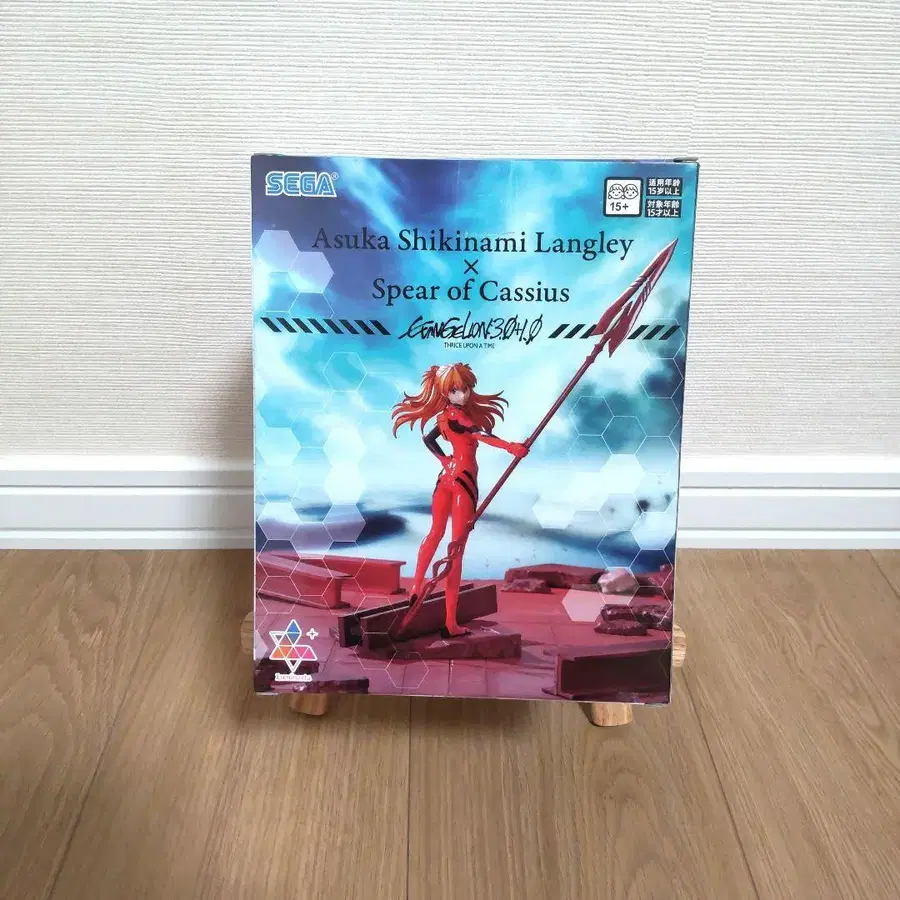 SEGA®
15+
适用年龄
15岁以上
対象年齢
15才以上
Asuka Shikinami Langley
×
Spear of Cassius
EVANGELION:3.0+1.0
THRICE UPON A TIME
Luminasta